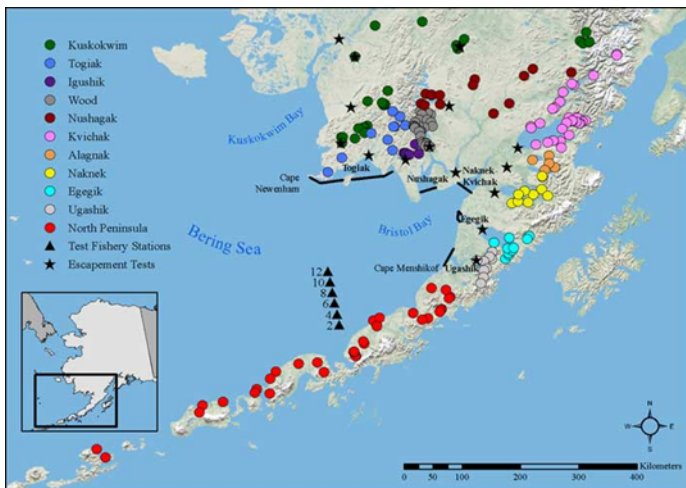 Kuskokwim
Togiak
Igushik
Wood
Nushagak
Kvichak
Alagnak
Naknek
Egegik
Ugashik
North Peninsula
Test Fishery Stations
Escapement Tests
Kuskokwim Bay
Togiak
Cape
Newenham
Nushagak
Naknek
Kvichak
Bristol Bay
Egegik
Bering Sea
Cape Menshikof
Ugashik
12
10
8
6
4
2
N
W
E
S
0 25 50 100 200 300 400
Kilometers